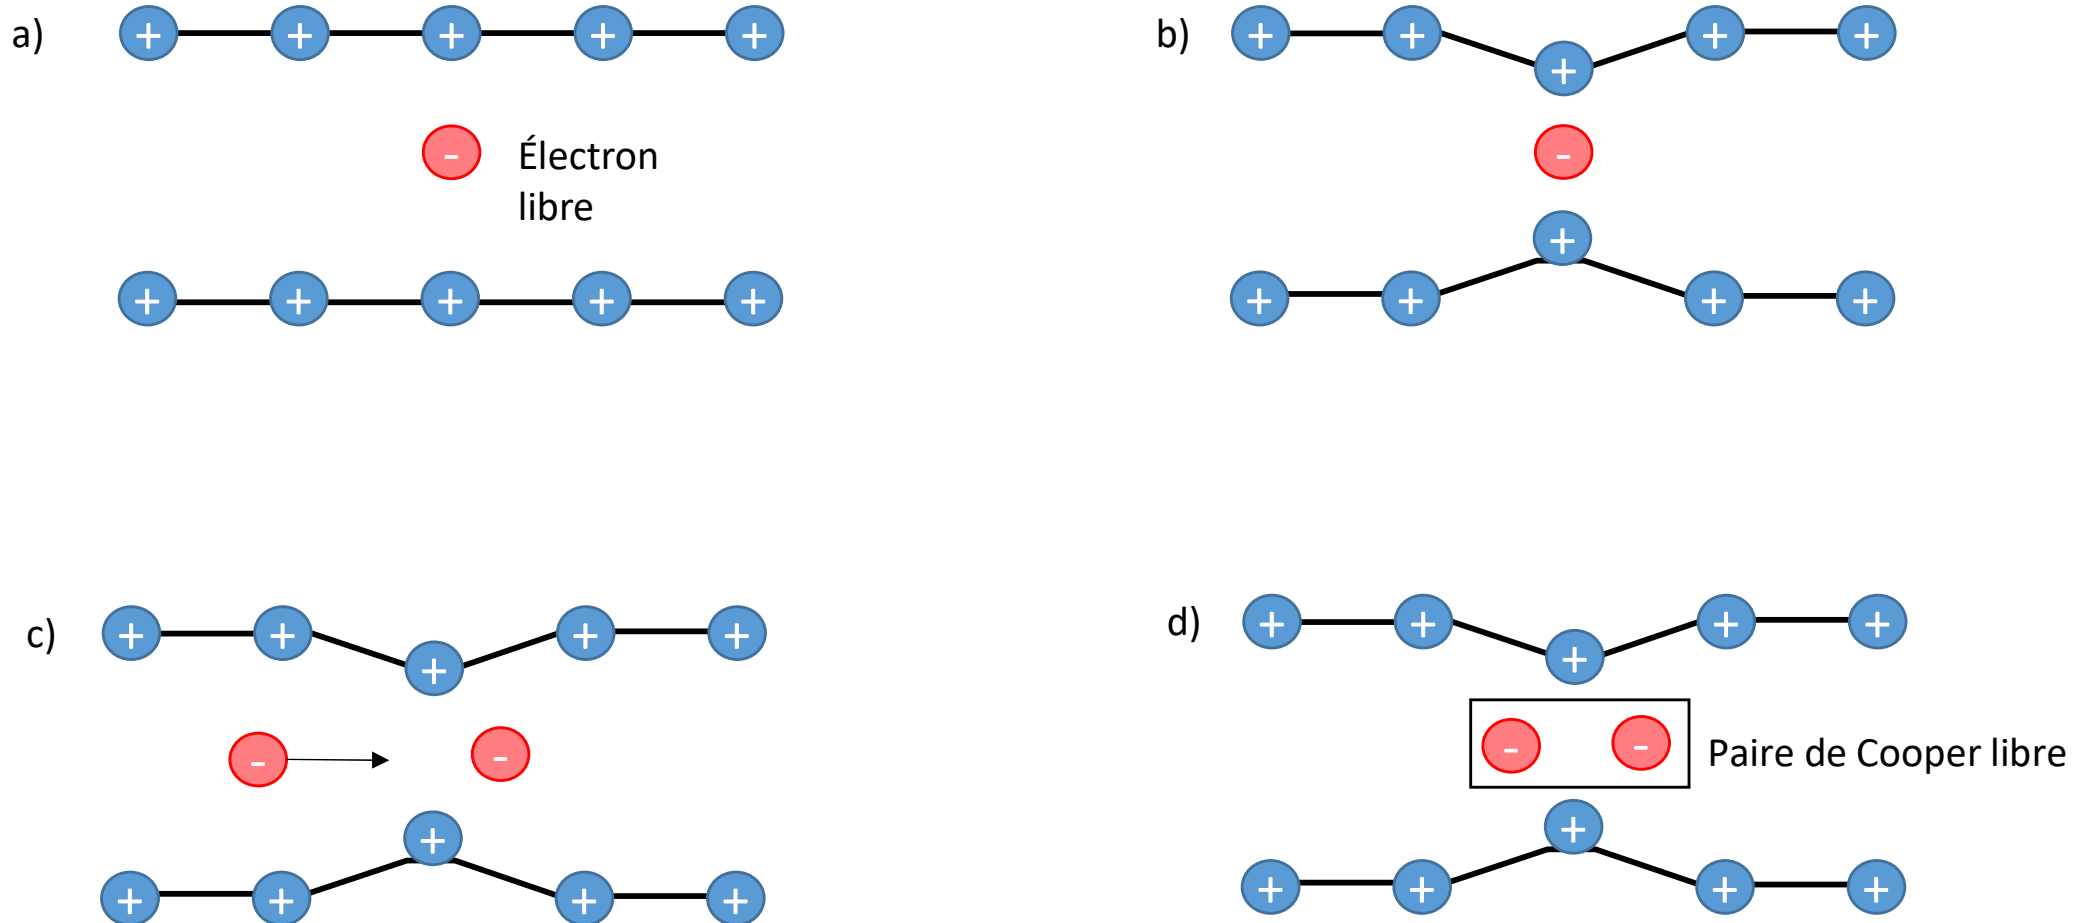 a)
+ + + + +
b)
+ + + + +
- Électron
libre
-
+ + + + +
+ + + + +
c)
+ + + + +
d)
+ + + + +
- -
- - Paire de Cooper libre
+ + + + +
+ + + + +